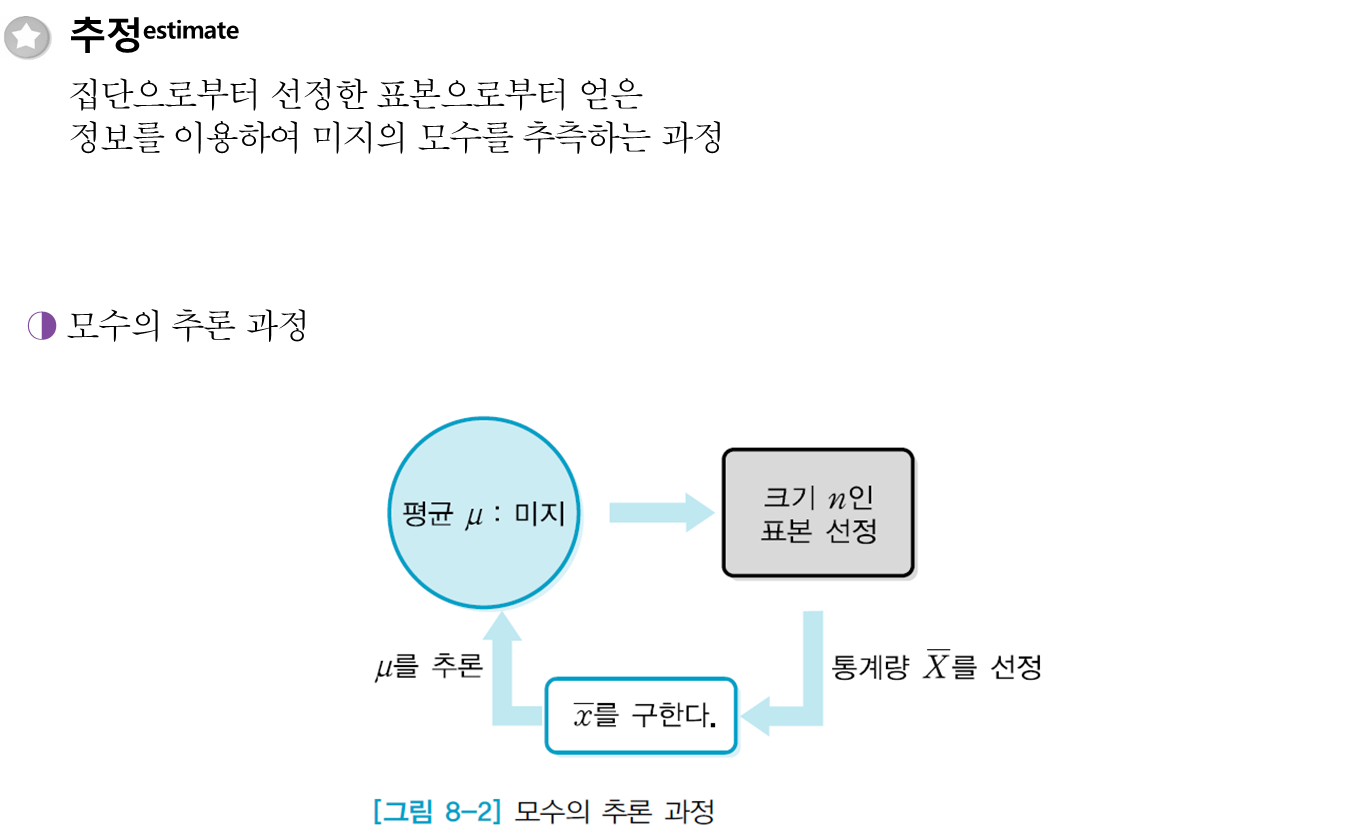 추정estimate
집단으로부터 선정한 표본으로부터 얻은
정보를 이용하여 미지의 모수를 추측하는 과정
모수의 추론 과정
평균 μ : 미지
크기 n인
표본 선정
μ를 추론
통계량 X̅를 선정
x̅를 구한다.
[그림 8-2] 모수의 추론 과정